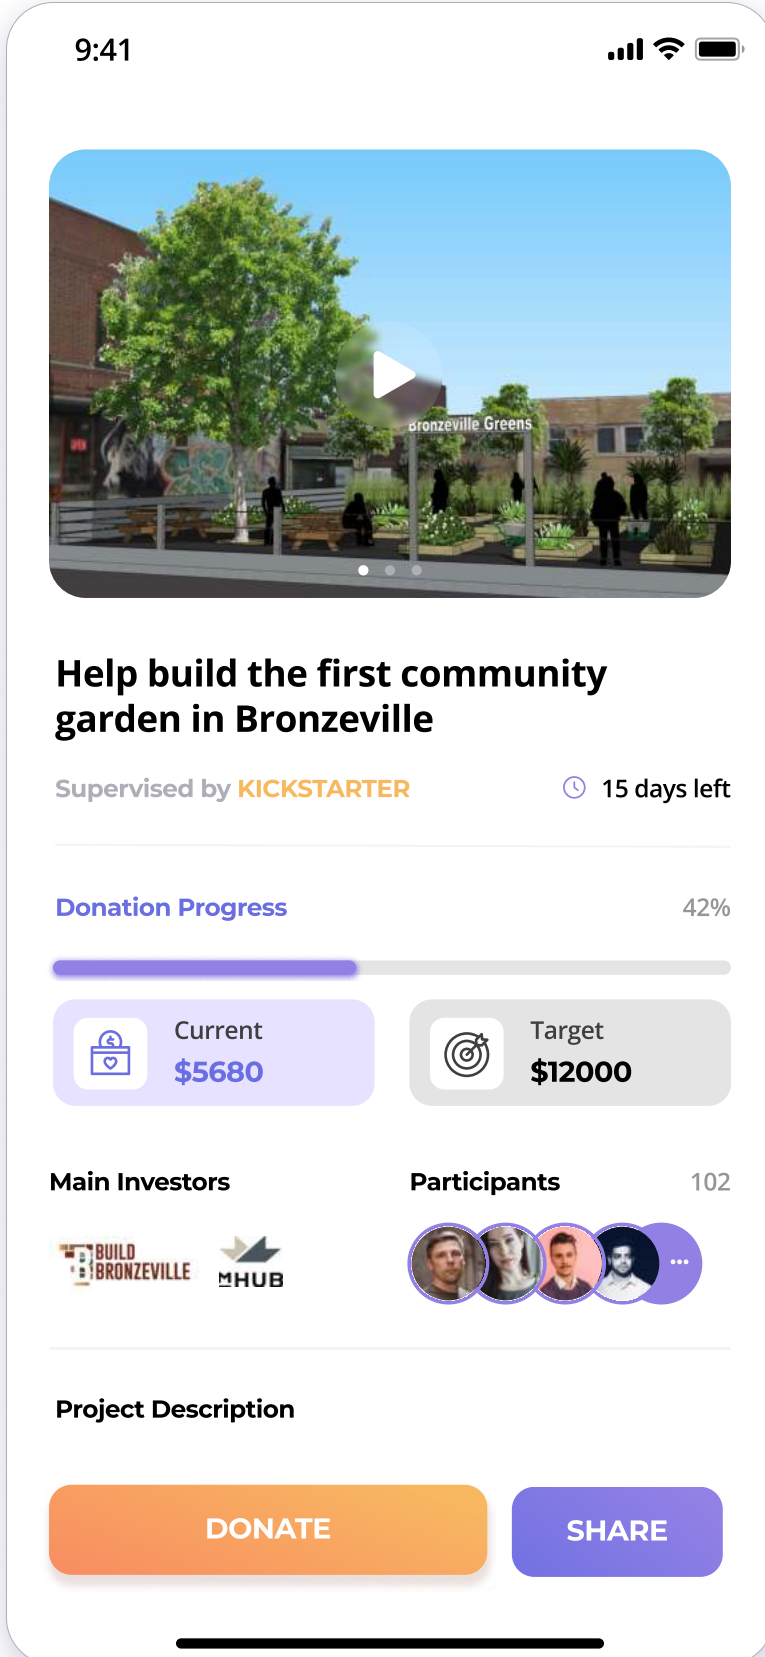 9:41
Bronzeville Greens
Help build the first community
garden in Bronzeville
Supervised by KICKSTARTER
15 days left
Donation Progress
42%
Current
$5680
Target
$12000
Main Investors
Participants
102
BUILD
BRONZEVILLE
MHUB
Project Description
DONATE
SHARE